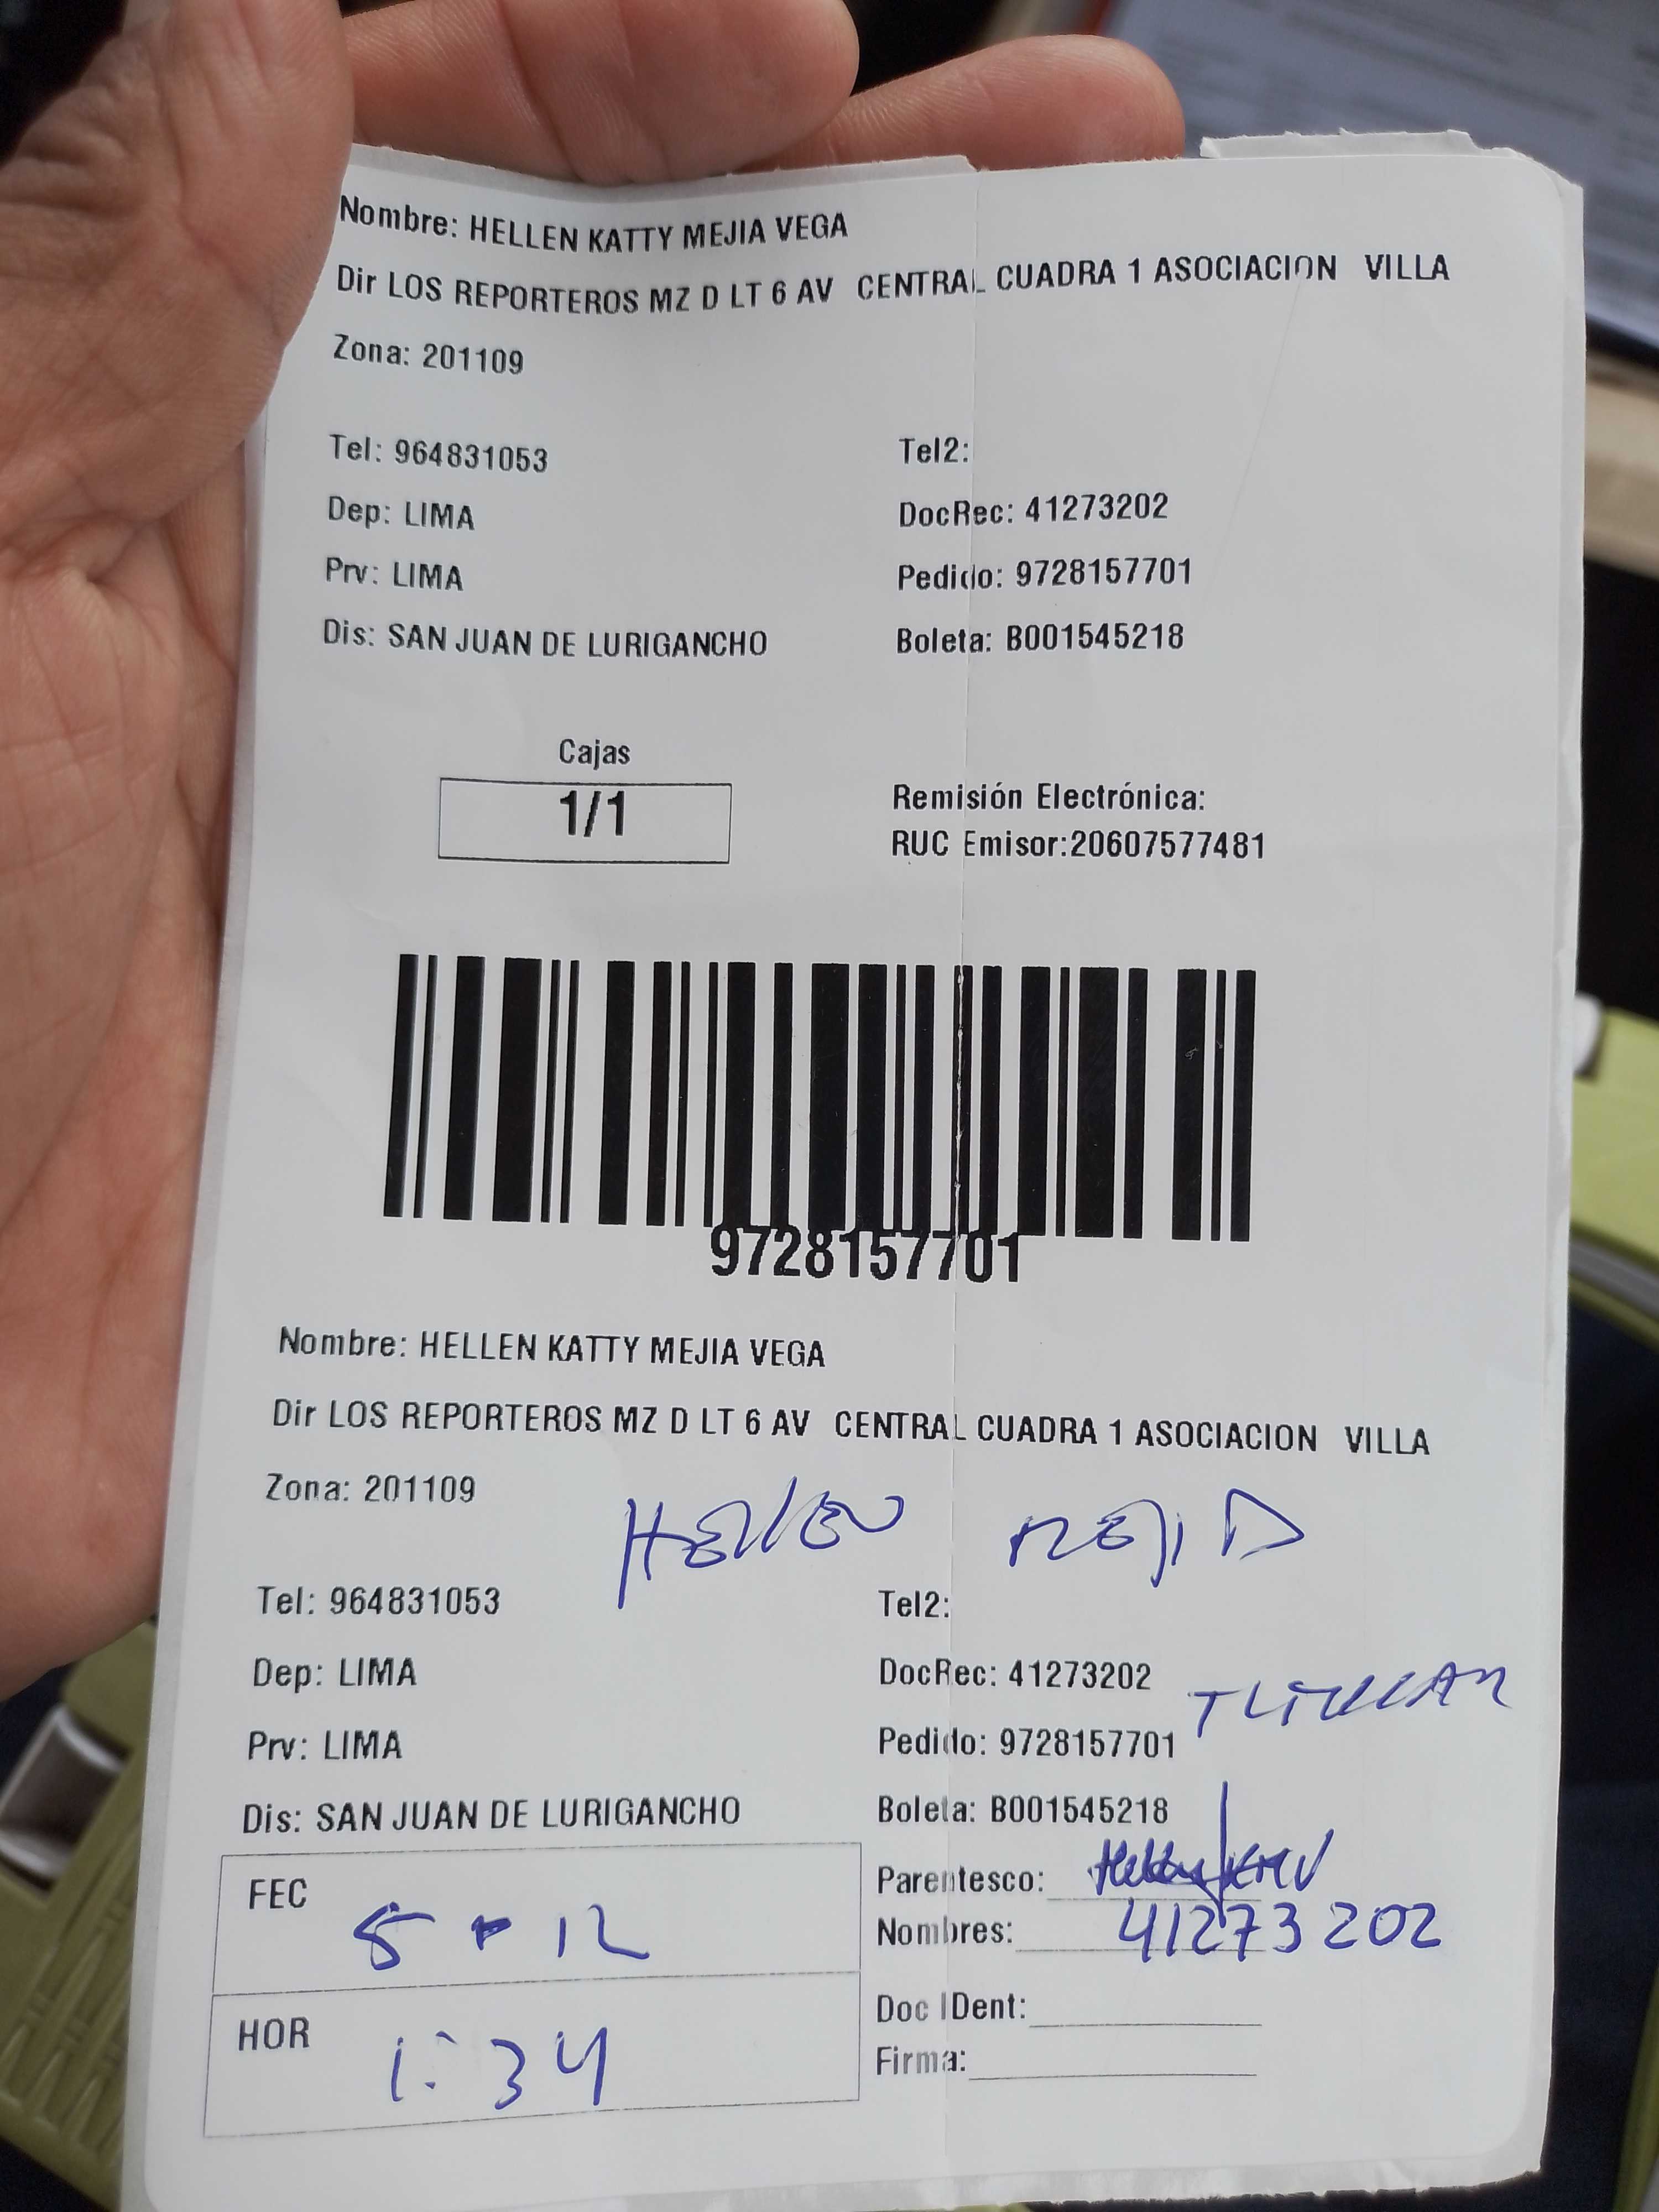 Nombre: HELLEN KATTY MEJIA VEGA
Dir LOS REPORTEROS MZ D LT 6 AV CENTRAL CUADRA 1 ASOCIACION VILLA
Zona: 201109
Tel: 964831053 Tel2:
Dep: LIMA DocRec: 41273202
Prv: LIMA Pedido: 9728157701
Dis: SAN JUAN DE LURIGANCHO Boleta: B001545218
Cajas
1/1
Remisión Electrónica:
RUC Emisor:20607577481
9728157701
Nombre: HELLEN KATTY MEJIA VEGA
Dir LOS REPORTEROS MZ D LT 6 AV CENTRAL CUADRA 1 ASOCIACION VILLA
Zona: 201109
HELLEN MEJIA
Tel: 964831053 Tel2:
Dep: LIMA DocRec: 41273202
Prv: LIMA Pedido: 9728157701
Dis: SAN JUAN DE LURIGANCHO Boleta: B001545218
FEC 5 - 12
Parentesco:
Nombres: 41273202
HOR 1:34
Doc IDent:
Firma: